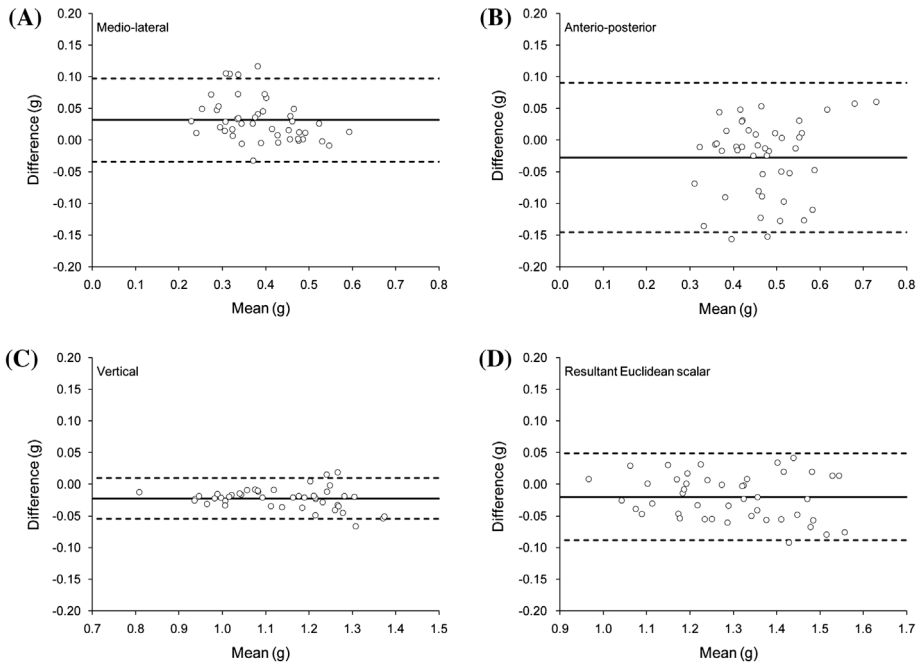 (A)
Medio-lateral
0.20
0.15
0.10
0.05
0.00
-0.05
-0.10
-0.15
-0.20
Difference (g)
0.0 0.1 0.2 0.3 0.4 0.5 0.6 0.7 0.8
Mean (g)
(B)
Anterio-posterior
0.20
0.15
0.10
0.05
0.00
-0.05
-0.10
-0.15
-0.20
Difference (g)
0.0 0.1 0.2 0.3 0.4 0.5 0.6 0.7 0.8
Mean (g)
(C)
Vertical
0.20
0.15
0.10
0.05
0.00
-0.05
-0.10
-0.15
-0.20
Difference (g)
0.7 0.8 0.9 1.0 1.1 1.2 1.3 1.4 1.5
Mean (g)
(D)
Resultant Euclidean scalar
0.20
0.15
0.10
0.05
0.00
-0.05
-0.10
-0.15
-0.20
Difference (g)
0.9 1.0 1.1 1.2 1.3 1.4 1.5 1.6 1.7
Mean (g)